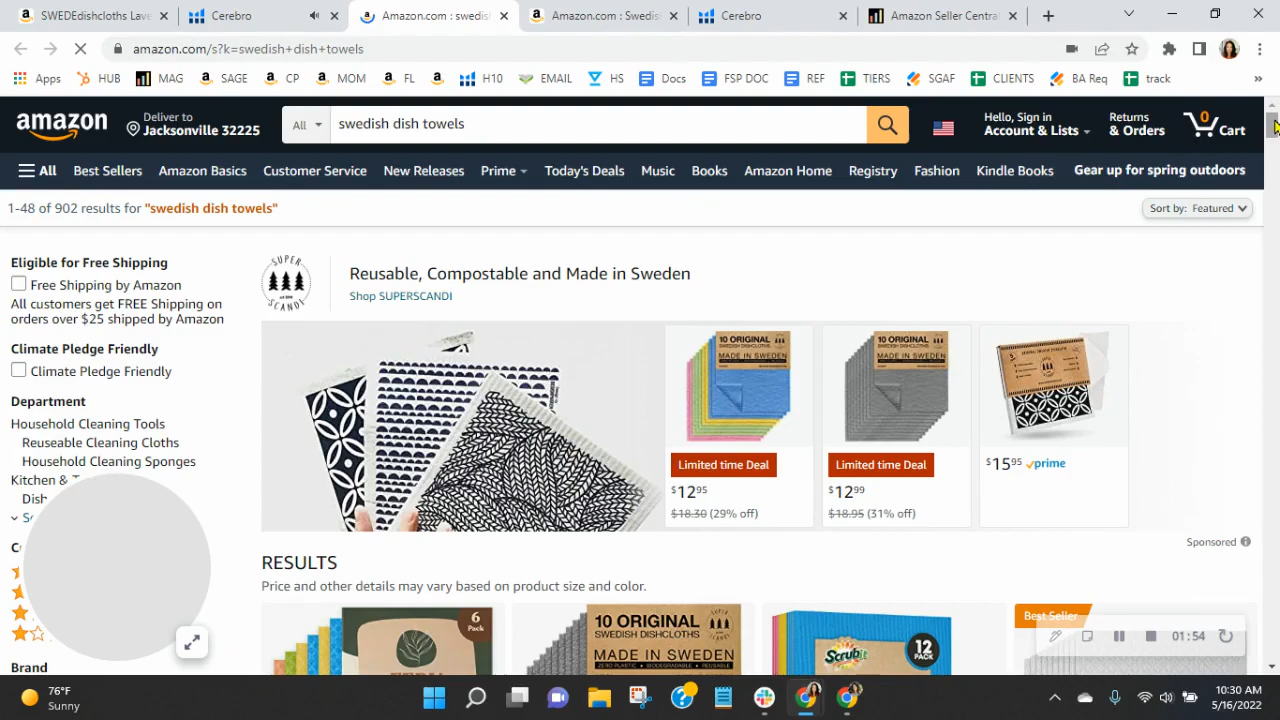 SWEDEdishcloths Lave
Cerebro
Amazon.com : swedis
Amazon.com : Swedis
Cerebro
Amazon Seller Centra
amazon.com/s?k=swedish+dish+towels
Apps
HUB
MAG
SAGE
CP
MOM
FL
H10
EMAIL
HS
Docs
FSP DOC
REF
TIERS
SGAF
CLIENTS
BA Req
track
amazon
Deliver to
Jacksonville 32225
All
swedish dish towels
Hello, Sign in
Account & Lists
Returns
& Orders
0
Cart
All
Best Sellers
Amazon Basics
Customer Service
New Releases
Prime
Today's Deals
Music
Books
Amazon Home
Registry
Fashion
Kindle Books
Gear up for spring outdoors
1-48 of 902 results for "swedish dish towels"
Sort by: Featured
Eligible for Free Shipping
Free Shipping by Amazon
All customers get FREE Shipping on
orders over $25 shipped by Amazon
Climate Pledge Friendly
Climate Pledge Friendly
Department
Household Cleaning Tools
Reuseable Cleaning Cloths
Household Cleaning Sponges
Kitchen &
Dish
Brand
SUPER
SCANDI
Reusable, Compostable and Made in Sweden
Shop SUPERSCANDI
10 ORIGINAL
SWEDISH DISHCLOTHS
MADE IN SWEDEN
Limited time Deal
$12.95
$18.30 (29% off)
10 ORIGINAL
SWEDISH DISHCLOTHS
MADE IN SWEDEN
Limited time Deal
$12.99
$18.95 (31% off)
$15.95 prime
Sponsored
RESULTS
Price and other details may vary based on product size and color.
6
Pack
10 ORIGINAL
SWEDISH DISHCLOTHS
MADE IN SWEDEN
ZERO PLASTIC • BIODEGRADABLE • REUSABLE
SUPER
SCANDI
Scrubit
12
PACK
Best Seller
01:54
76°F
Sunny
10:30 AM
5/16/2022